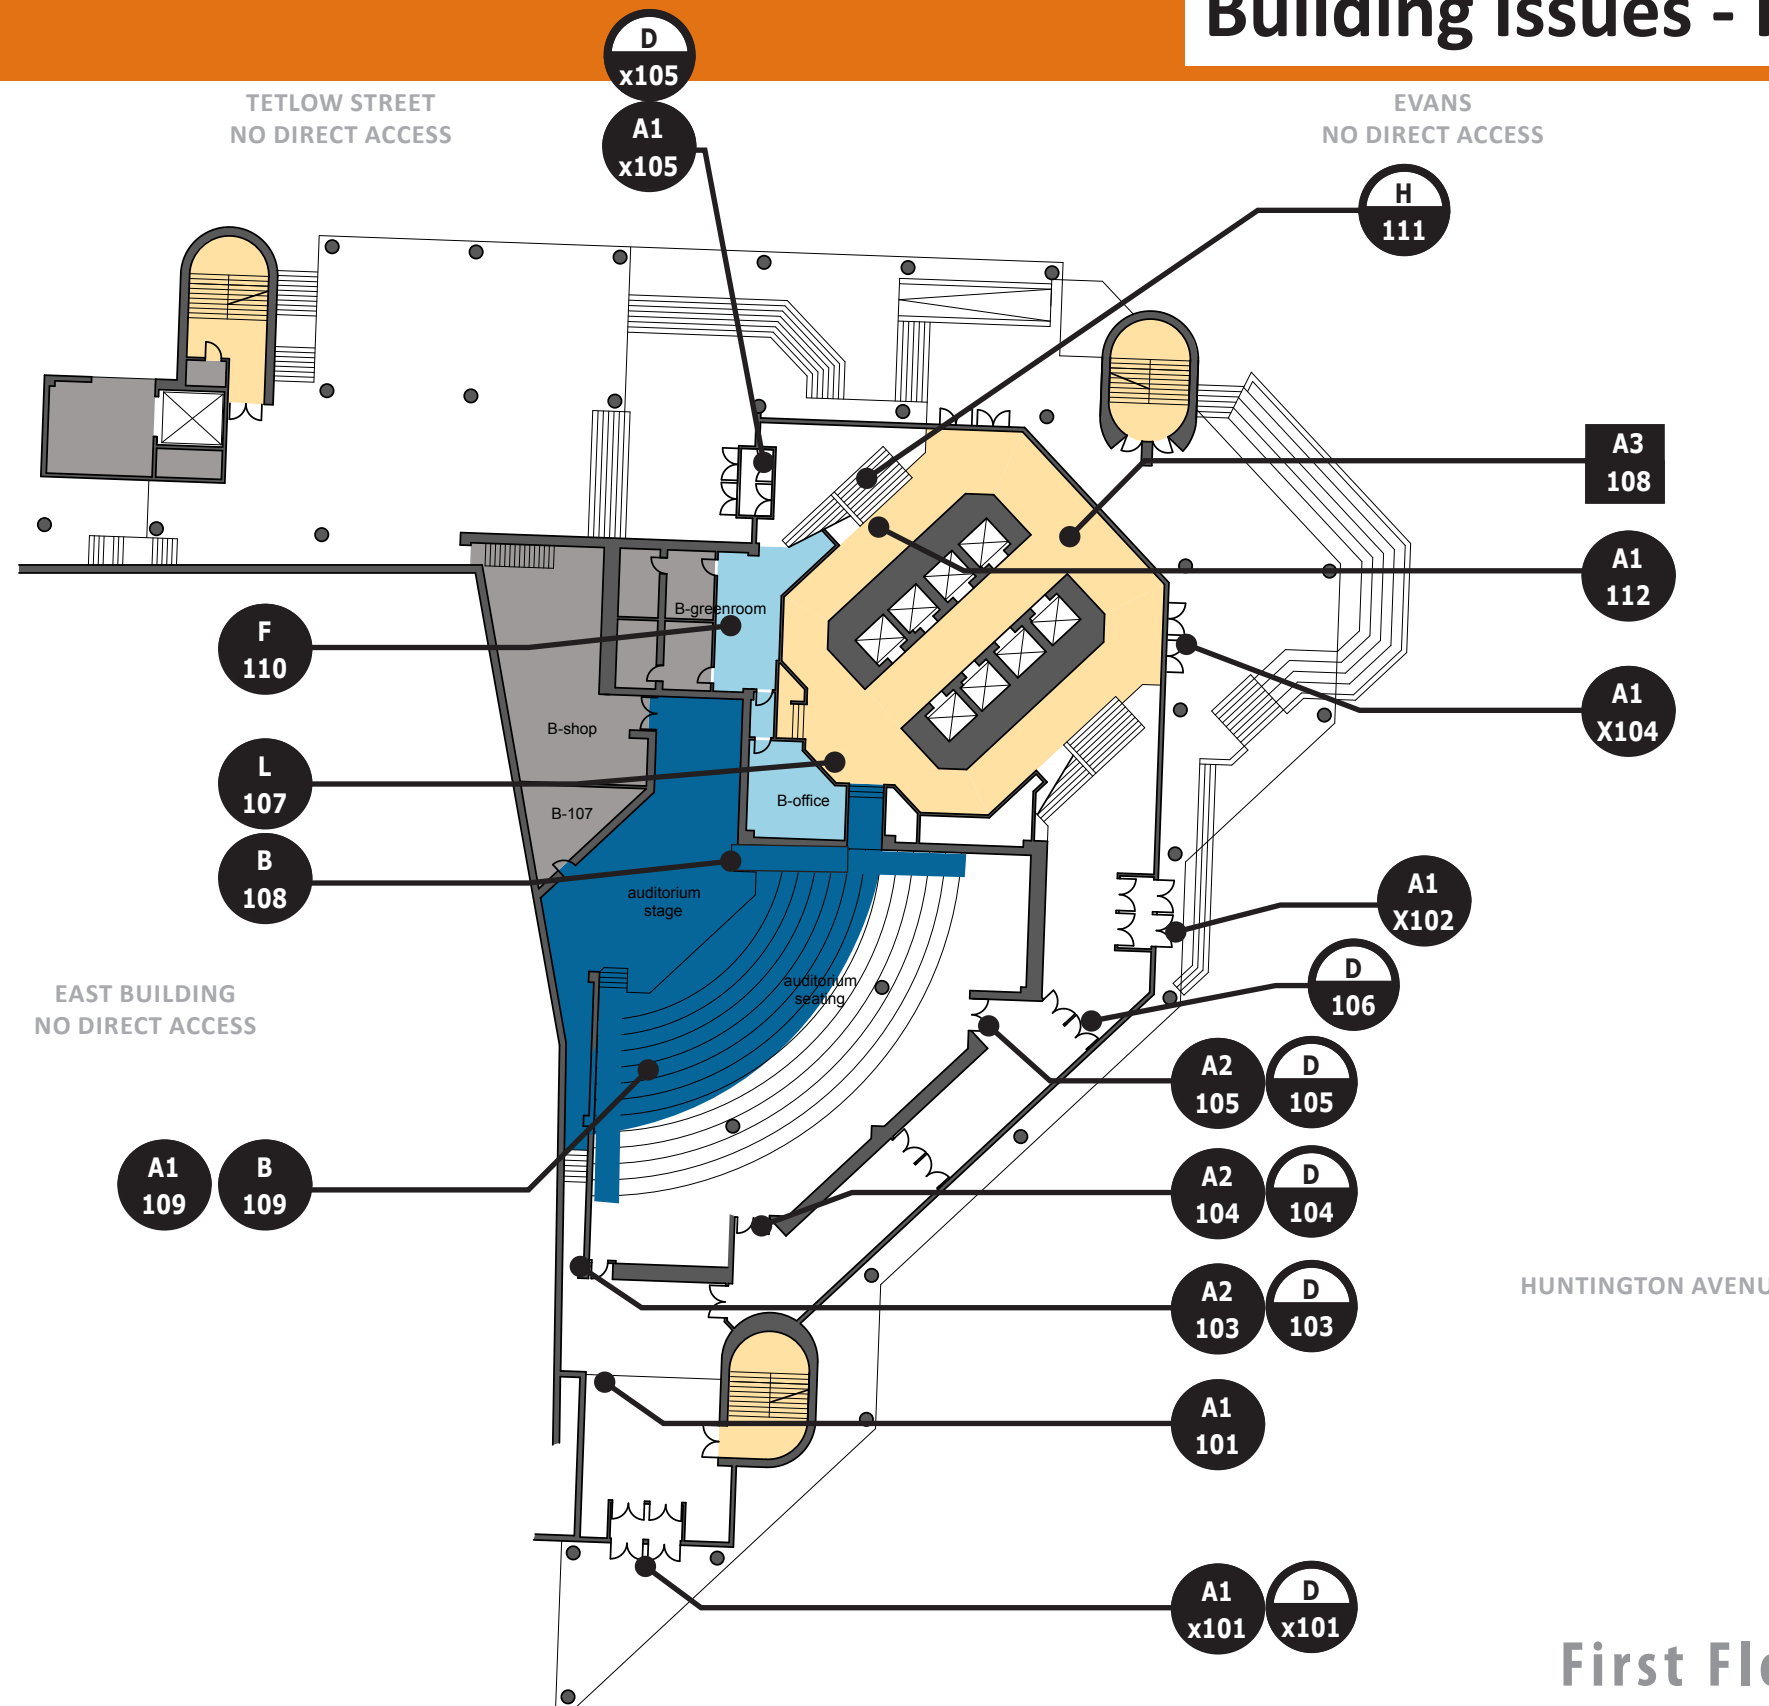 Building Issues -
D
x105
TETLOW STREET
NO DIRECT ACCESS
EVANS
NO DIRECT ACCESS
A1
x105
H
111
A3
108
A1
112
B-greenroom
F
110
A1
X104
B-shop
L
107
B-office
B-107
B
108
auditorium
stage
A1
X102
auditorium
seating
D
106
EAST BUILDING
NO DIRECT ACCESS
A2
105
D
105
A1
109
B
109
A2
104
D
104
A2
103
D
103
HUNTINGTON
A1
101
A1
x101
D
x101
First